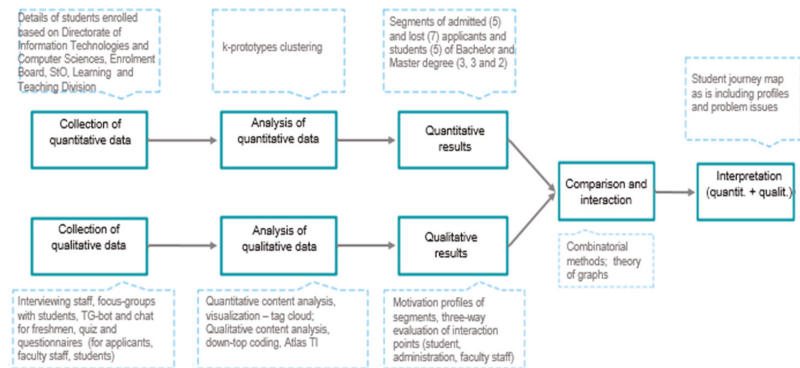 Details of students enrolled
based on Directorate of
Information Technologies and
Computer Sciences, Enrolment
Board, StO, Learning and
Teaching Division
k-prototypes clustering
Segments of admitted (5)
and lost (7) applicants and
students (5) of Bachelor and
Master degree (3, 3 and 2)
Student journey map
as is including profiles
and problem issues
Collection of
quantitative data
Analysis of
quantitative data
Quantitative
results
Comparison and
interaction
Interpretation
(quantit. + qualit.)
Collection of
qualitative data
Analysis of
qualitative data
Qualitative
results
Combinatorial
methods; theory
of graphs
Interviewing staff, focus-groups
with students, TG-bot and chat
for freshmen, quiz and
questionnaires (for applicants,
faculty staff, students)
Quantitative content analysis,
visualization – tag cloud;
Qualitative content analysis,
down-top coding, Atlas TI
Motivation profiles of
segments, three-way
evaluation of interaction
points (student,
administration, faculty staff)